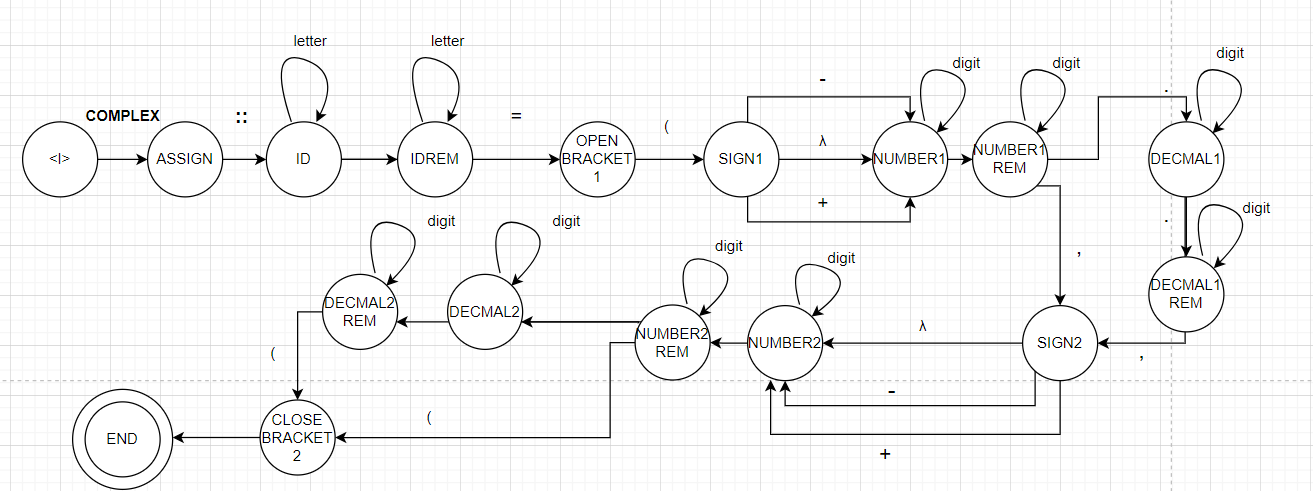 letter
letter
digit
digit
digit
.
-
COMPLEX
::
=
(
λ
+
<I>
ASSIGN
ID
IDREM
OPEN
BRACKET
1
SIGN1
NUMBER1
NUMBER1
REM
DECMAL1
.
digit
,
DECMAL1
REM
digit
digit
digit
digit
DECMAL2
REM
DECMAL2
NUMBER2
REM
NUMBER2
λ
SIGN2
,
(
-
+
(
CLOSE
BRACKET
2
END